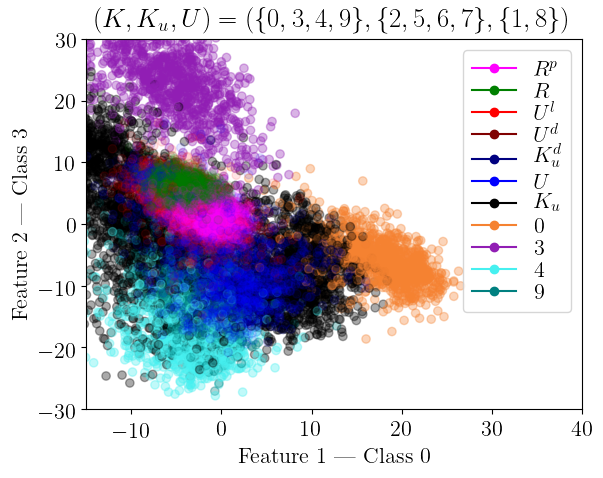 (K, K_u, U) = ({0, 3, 4, 9}, {2, 5, 6, 7}, {1, 8})
30
20
10
0
−10
−20
−30
Feature 2 — Class 3
R^p
R
U^l
U^d
K_u^d
U
K_u
0
3
4
9
−10
0
10
20
30
40
Feature 1 — Class 0